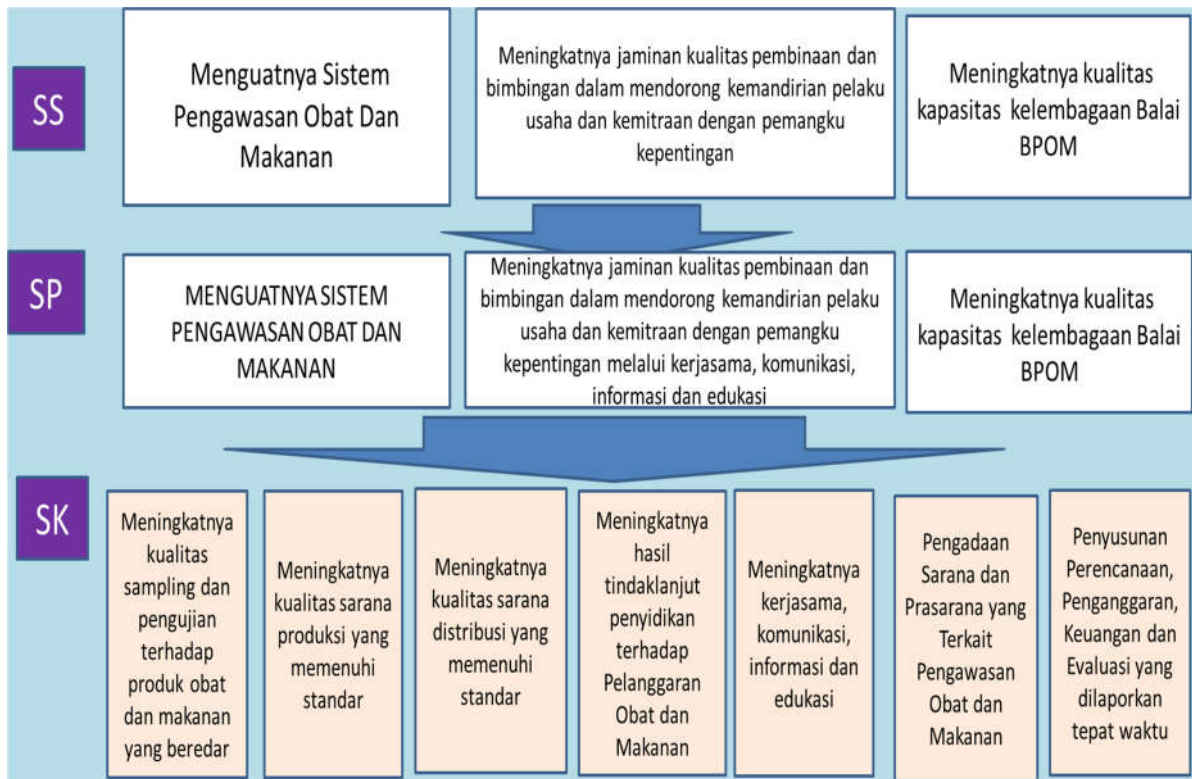 SS
Menguatnya Sistem
Pengawasan Obat Dan
Makanan
Meningkatnya jaminan kualitas pembinaan dan
bimbingan dalam mendorong kemandirian pelaku
usaha dan kemitraan dengan pemangku
kepentingan
Meningkatnya kualitas
kapasitas kelembagaan Balai
BPOM
SP
MENGUATNYA SISTEM
PENGAWASAN OBAT DAN
MAKANAN
Meningkatnya jaminan kualitas pembinaan dan
bimbingan dalam mendorong kemandirian pelaku
usaha dan kemitraan dengan pemangku
kepentingan melalui kerjasama, komunikasi,
informasi dan edukasi
Meningkatnya kualitas
kapasitas kelembagaan Balai
BPOM
SK
Meningkatnya
kualitas
sampling dan
pengujian
terhadap
produk obat
dan makanan
yang beredar
Meningkatnya
kualitas sarana
produksi yang
memenuhi
standar
Meningkatnya
kualitas sarana
distribusi yang
memenuhi
standar
Meningkatnya
hasil
tindaklanjut
penyidikan
terhadap
Pelanggaran
Obat dan
Makanan
Meningkatnya
kerjasama,
komunikasi,
informasi dan
edukasi
Pengadaan
Sarana dan
Prasarana yang
Terkait
Pengawasan
Obat dan
Makanan
Penyusunan
Perencanaan,
Penganggaran,
Keuangan dan
Evaluasi yang
dilaporkan
tepat waktu